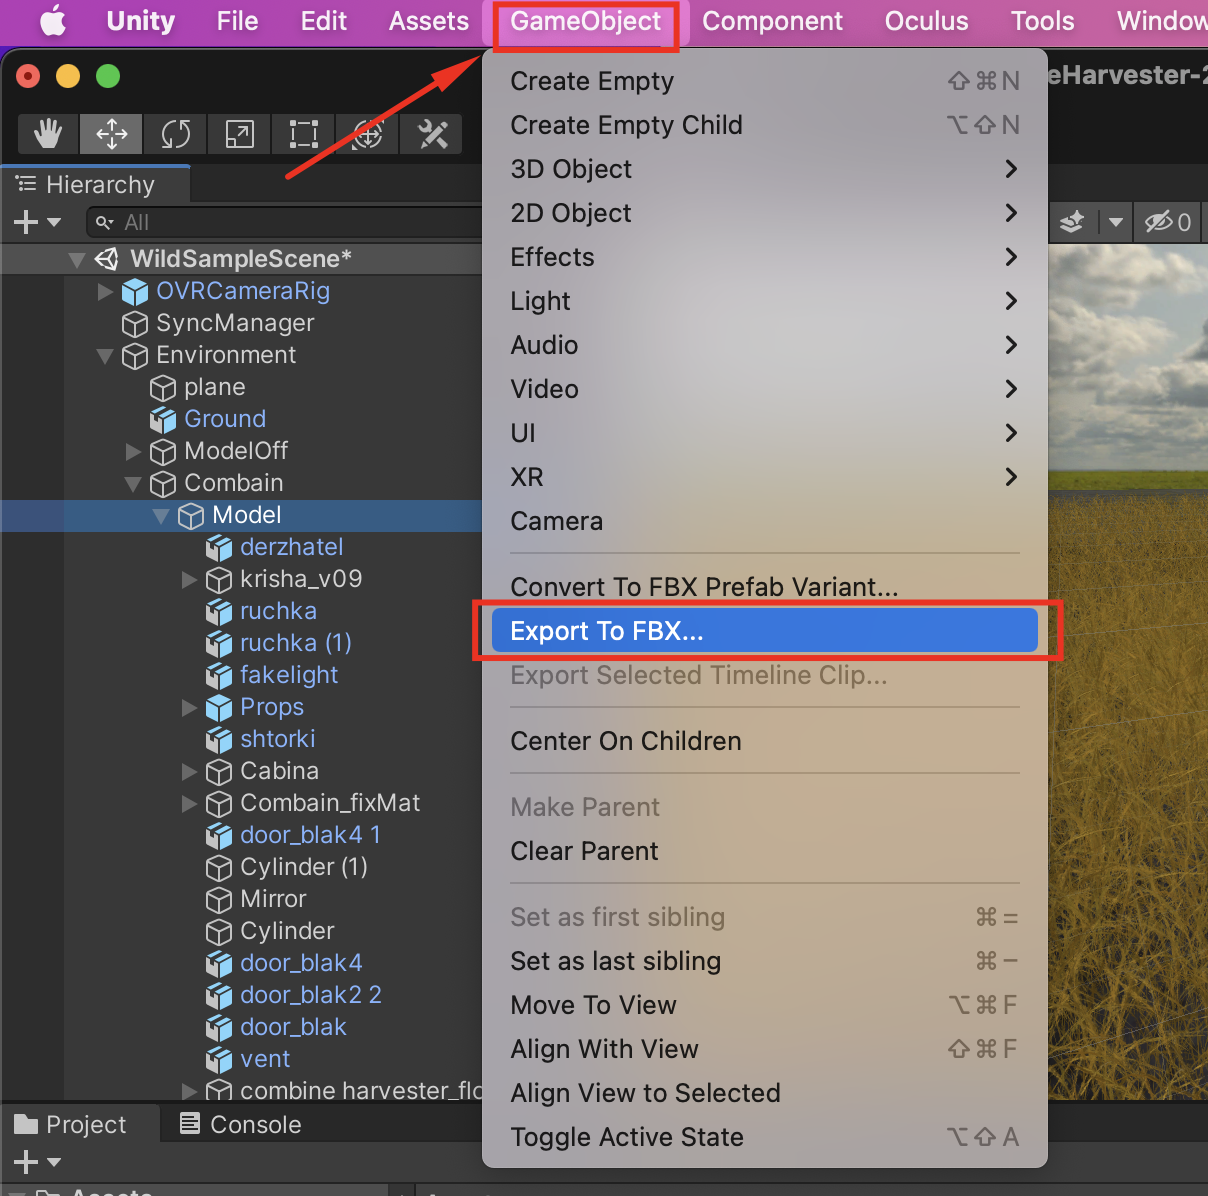 Unity File Edit Assets GameObject Component Oculus Tools Window
eHarvester-2
Create Empty ⇧⌘N
Create Empty Child ⌥⇧N
3D Object
2D Object
Effects
Light
Audio
Video
UI
XR
Camera
Convert To FBX Prefab Variant...
Export To FBX...
Export Selected Timeline Clip...
Center On Children
Make Parent
Clear Parent
Set as first sibling ⌘=
Set as last sibling ⌘−
Move To View ⌥⌘F
Align With View ⇧⌘F
Align View to Selected
Toggle Active State ⌥⇧A
Hierarchy
All
0
WildSampleScene*
OVRCameraRig
SyncManager
Environment
plane
Ground
ModelOff
Combain
Model
derzhatel
krisha_v09
ruchka
ruchka (1)
fakelight
Props
shtorki
Cabina
Combain_fixMat
door_blak4 1
Cylinder (1)
Mirror
Cylinder
door_blak4
door_blak2 2
door_blak
vent
combine harvester_flo
Project Console
Assets